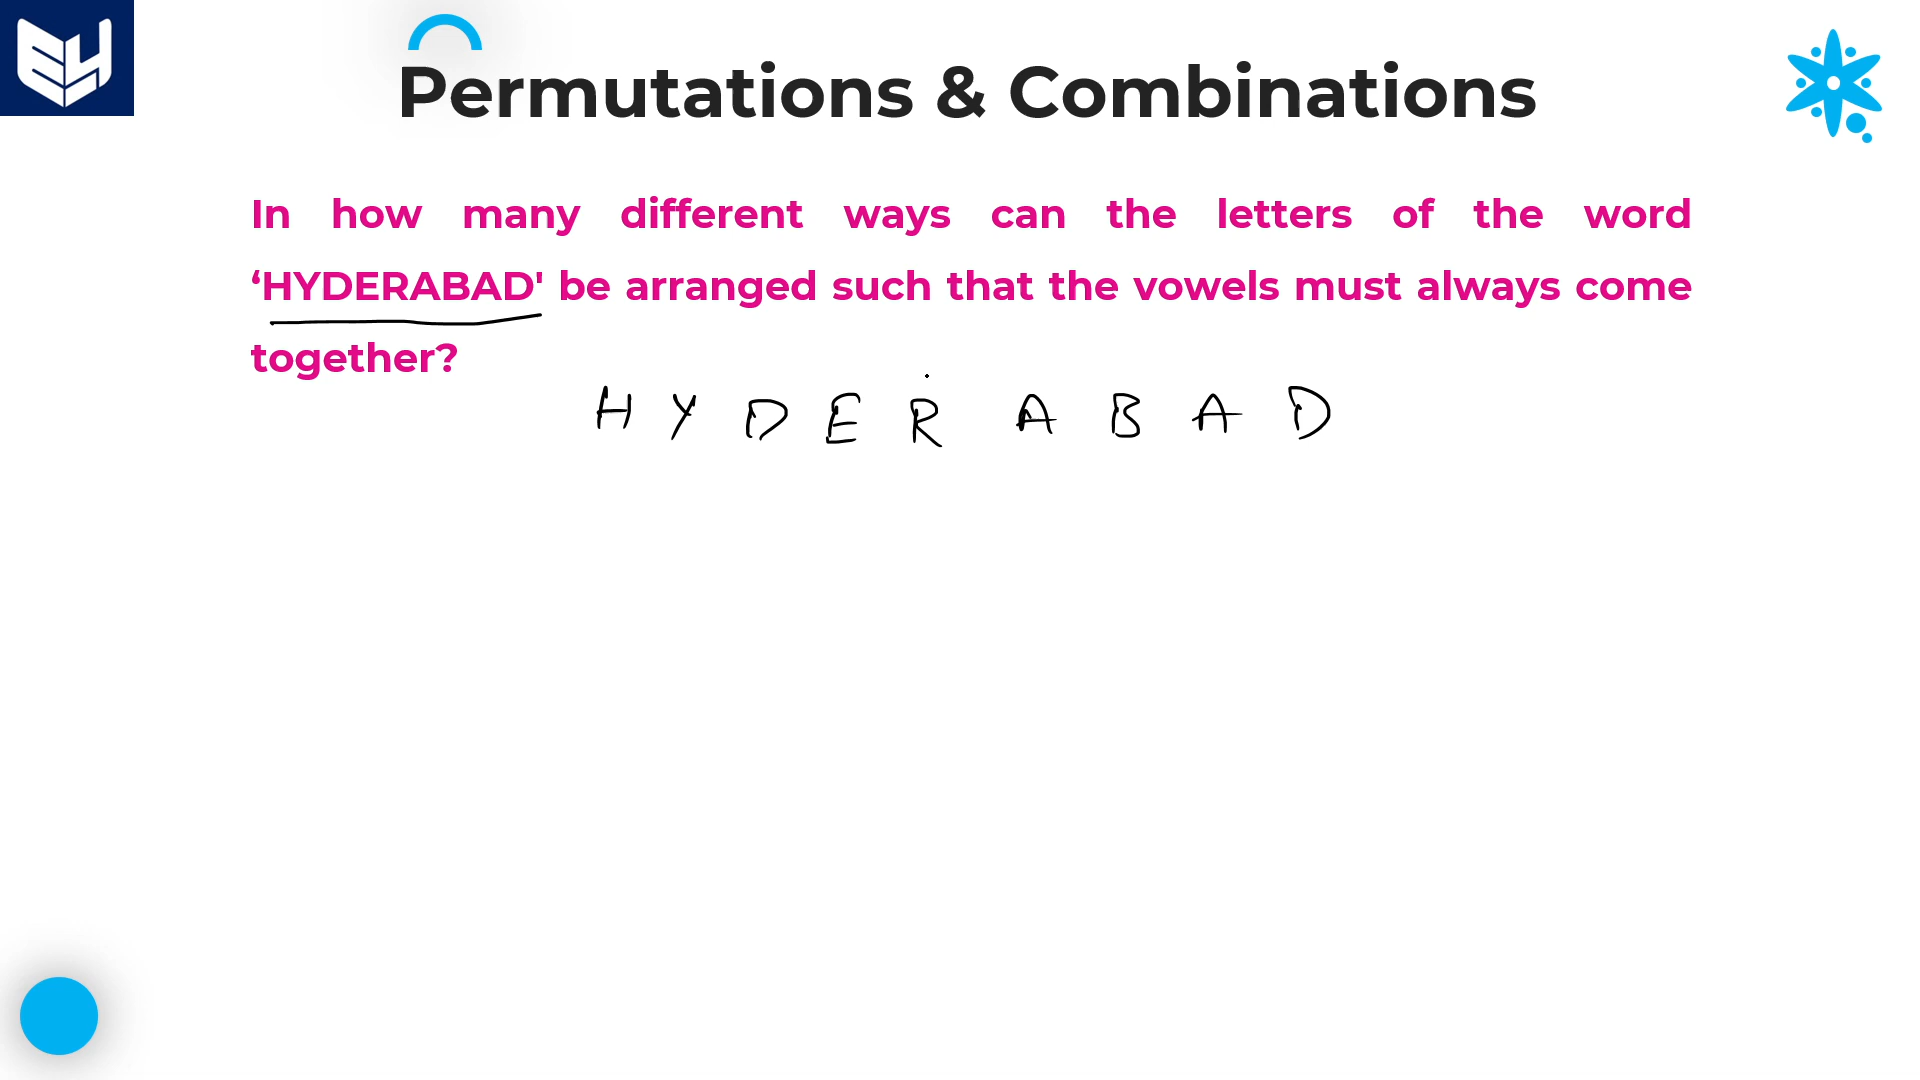 Permutations & Combinations
In how many different ways can the letters of the word
‘HYDERABAD' be arranged such that the vowels must always come
together?
H Y D E R A B A D